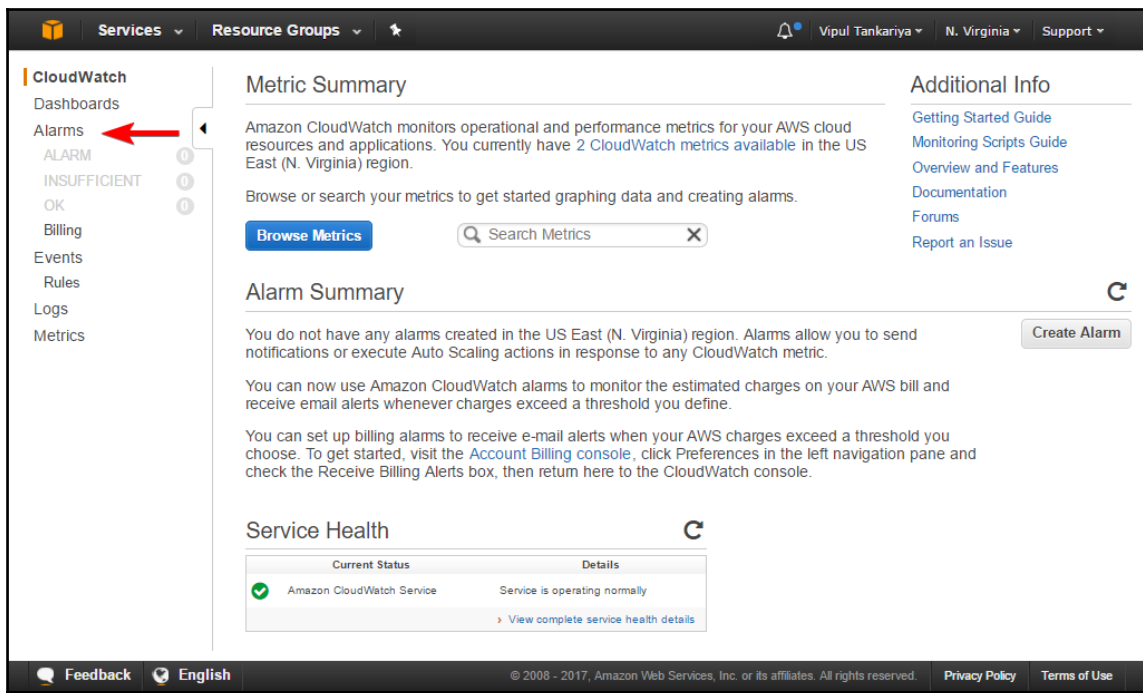 Services Resource Groups Vipul Tankariya N. Virginia Support
CloudWatch
Dashboards
Alarms
ALARM 0
INSUFFICIENT 0
OK 0
Billing
Events
Rules
Logs
Metrics
Metric Summary
Amazon CloudWatch monitors operational and performance metrics for your AWS cloud
resources and applications. You currently have 2 CloudWatch metrics available in the US
East (N. Virginia) region.
Browse or search your metrics to get started graphing data and creating alarms.
Browse Metrics Search Metrics
Alarm Summary
You do not have any alarms created in the US East (N. Virginia) region. Alarms allow you to send
notifications or execute Auto Scaling actions in response to any CloudWatch metric.
Create Alarm
You can now use Amazon CloudWatch alarms to monitor the estimated charges on your AWS bill and
receive email alerts whenever charges exceed a threshold you define.
You can set up billing alarms to receive e-mail alerts when your AWS charges exceed a threshold you
choose. To get started, visit the Account Billing console, click Preferences in the left navigation pane and
check the Receive Billing Alerts box, then return here to the CloudWatch console.
Service Health
Current Status Details
Amazon CloudWatch Service Service is operating normally
› View complete service health details
Additional Info
Getting Started Guide
Monitoring Scripts Guide
Overview and Features
Documentation
Forums
Report an Issue
Feedback English © 2008 - 2017, Amazon Web Services, Inc. or its affiliates. All rights reserved. Privacy Policy Terms of Use